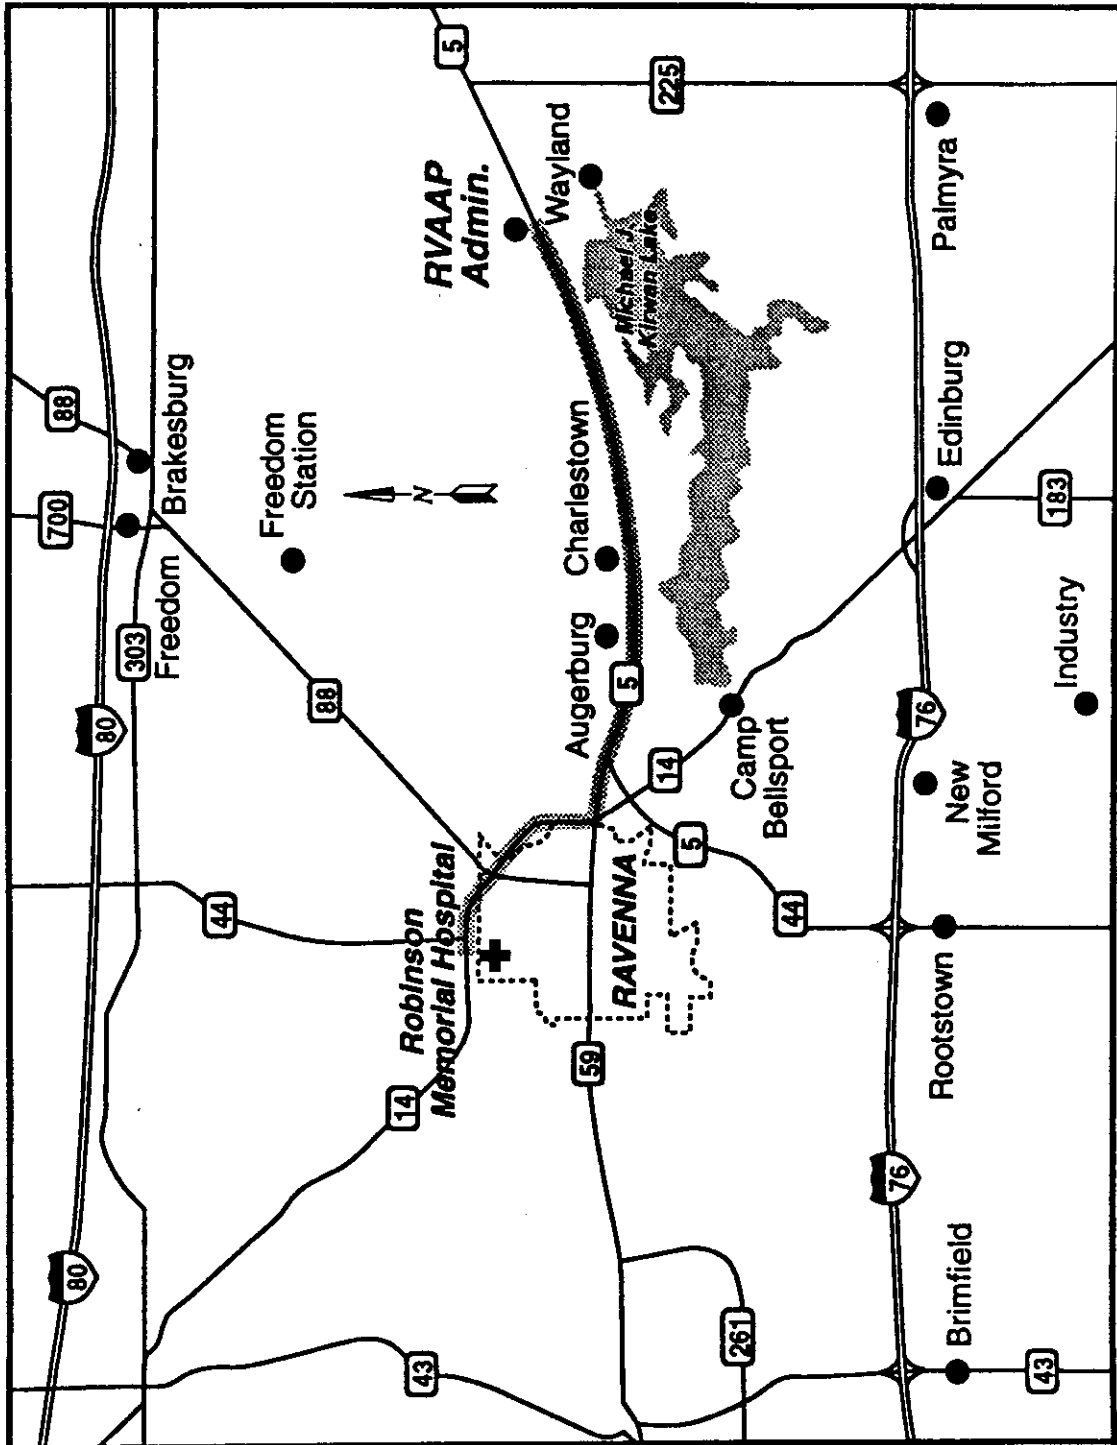 80
88
700
80
303
Freedom
Brakesburg
44
Freedom
Station
88
14
43
Robinson
Memorial Hospital
N
RVAAP
Admin.
5
Wayland
Charlestown
Augerburg
59
RAVENNA
5
Michael J.
Kirwan Lake
14
225
5
261
Camp
Bellsport
44
76
76
Brimfield
Rootstown
New
Milford
Edinburg
Palmyra
43
183
Industry